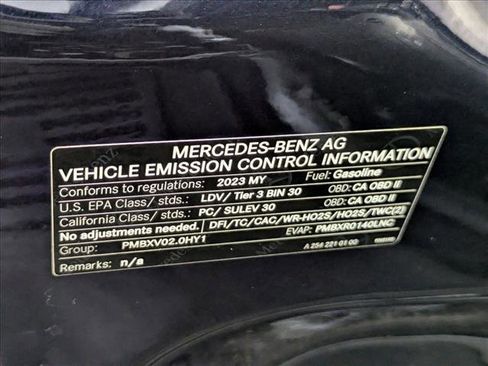 MERCEDES-BENZ AG
VEHICLE EMISSION CONTROL INFORMATION
Conforms to regulations: 2023 MY Fuel: Gasoline
U.S. EPA Class/ stds: LDV/ Tier 3 BIN 30 OBD: CA OBD II
California Class/ stds.: PC/ SULEV 30 OBD: CA OBD II
No adjustments needed. DFI/TC/CAC/WR-HO2S/HO2S/TWC(2)
Group: PMBXV02.0HY1 EVAP: PMBXR0140LNC
Remarks: n/a A 254 221 01 00